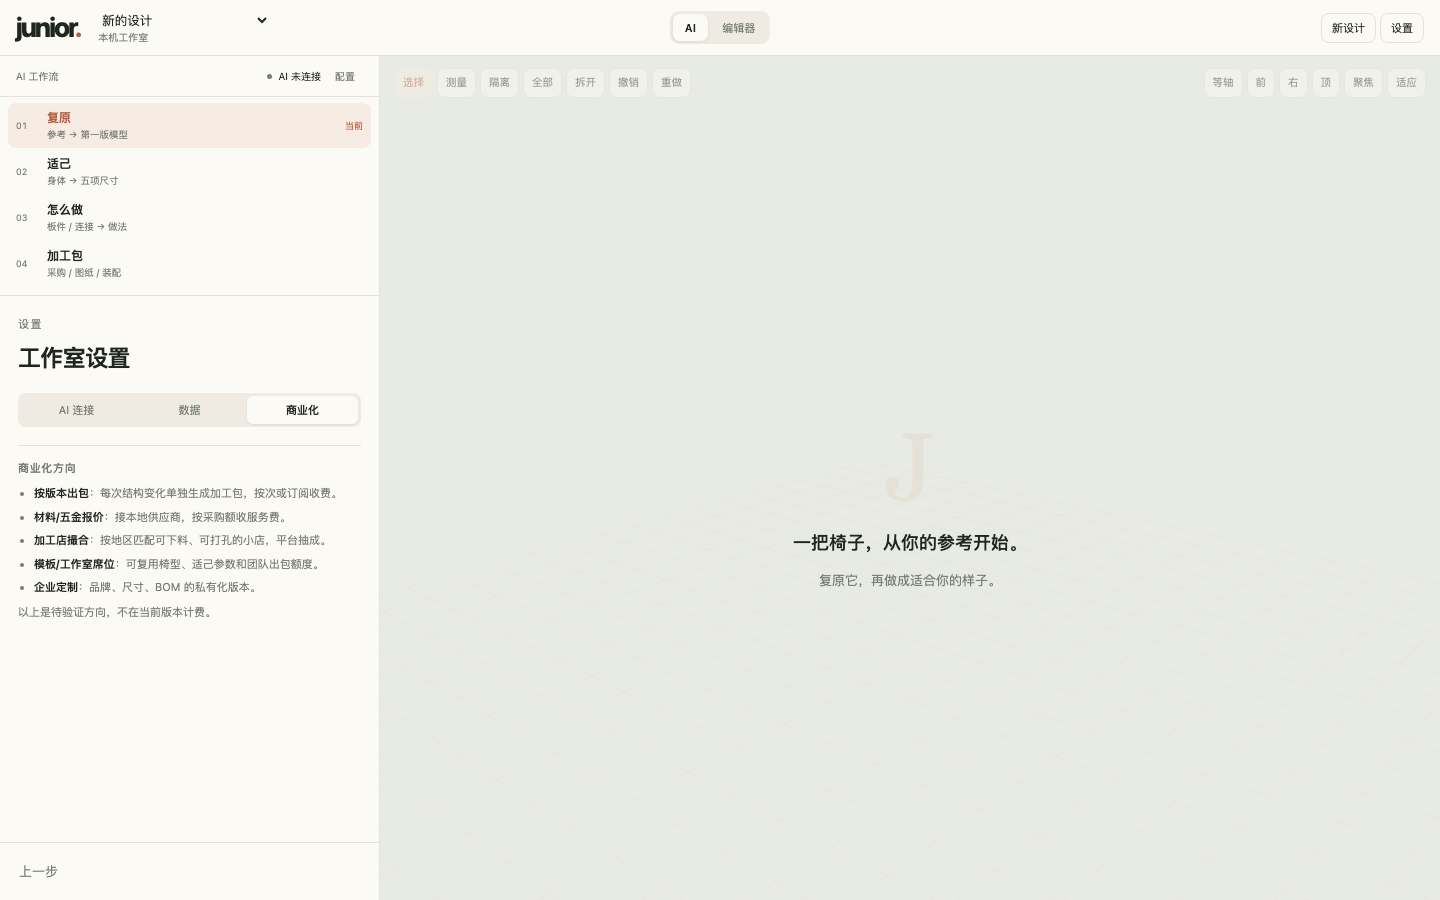 junior.
新的设计
本机工作室
AI
编辑器
新设计
设置
AI 工作流
AI 未连接
配置
01
复原
参考 → 第一版模型
当前
02
适己
身体 → 五项尺寸
03
怎么做
板件 / 连接 → 做法
04
加工包
采购 / 图纸 / 装配
设置
工作室设置
AI 连接
数据
商业化
商业化方向
按版本出包：每次结构变化单独生成加工包，按次或订阅收费。
材料/五金报价：接本地供应商，按采购额收服务费。
加工店撮合：按地区匹配可下料、可打孔的小店，平台抽成。
模板/工作室席位：可复用椅型、适己参数和团队出包额度。
企业定制：品牌、尺寸、BOM 的私有化版本。
以上是待验证方向，不在当前版本计费。
上一步
选择
测量
隔离
全部
拆开
撤销
重做
等轴
前
右
顶
聚焦
适应
J
一把椅子，从你的参考开始。
复原它，再做成适合你的样子。